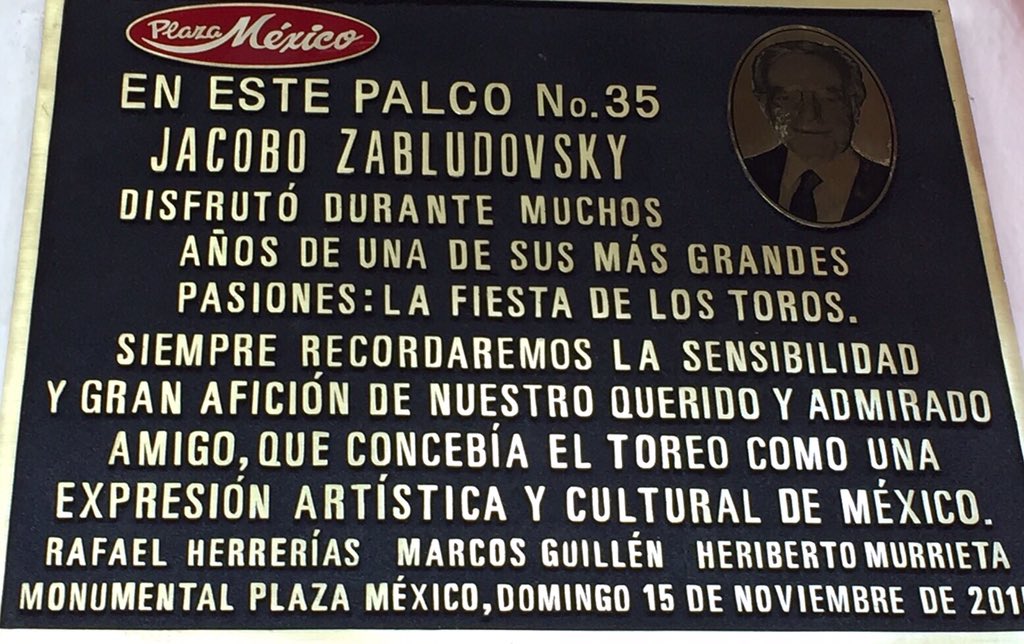 Plaza México
EN ESTE PALCO No. 35
JACOBO ZABLUDOVSKY
DISFRUTÓ DURANTE MUCHOS
AÑOS DE UNA DE SUS MÁS GRANDES
PASIONES: LA FIESTA DE LOS TOROS.
SIEMPRE RECORDAREMOS LA SENSIBILIDAD
Y GRAN AFICIÓN DE NUESTRO QUERIDO Y ADMIRADO
AMIGO, QUE CONCEBÍA EL TOREO COMO UNA
EXPRESIÓN ARTÍSTICA Y CULTURAL DE MÉXICO.
RAFAEL HERRERÍAS MARCOS GUILLÉN HERIBERTO MURRIETA
MONUMENTAL PLAZA MÉXICO, DOMINGO 15 DE NOVIEMBRE DE